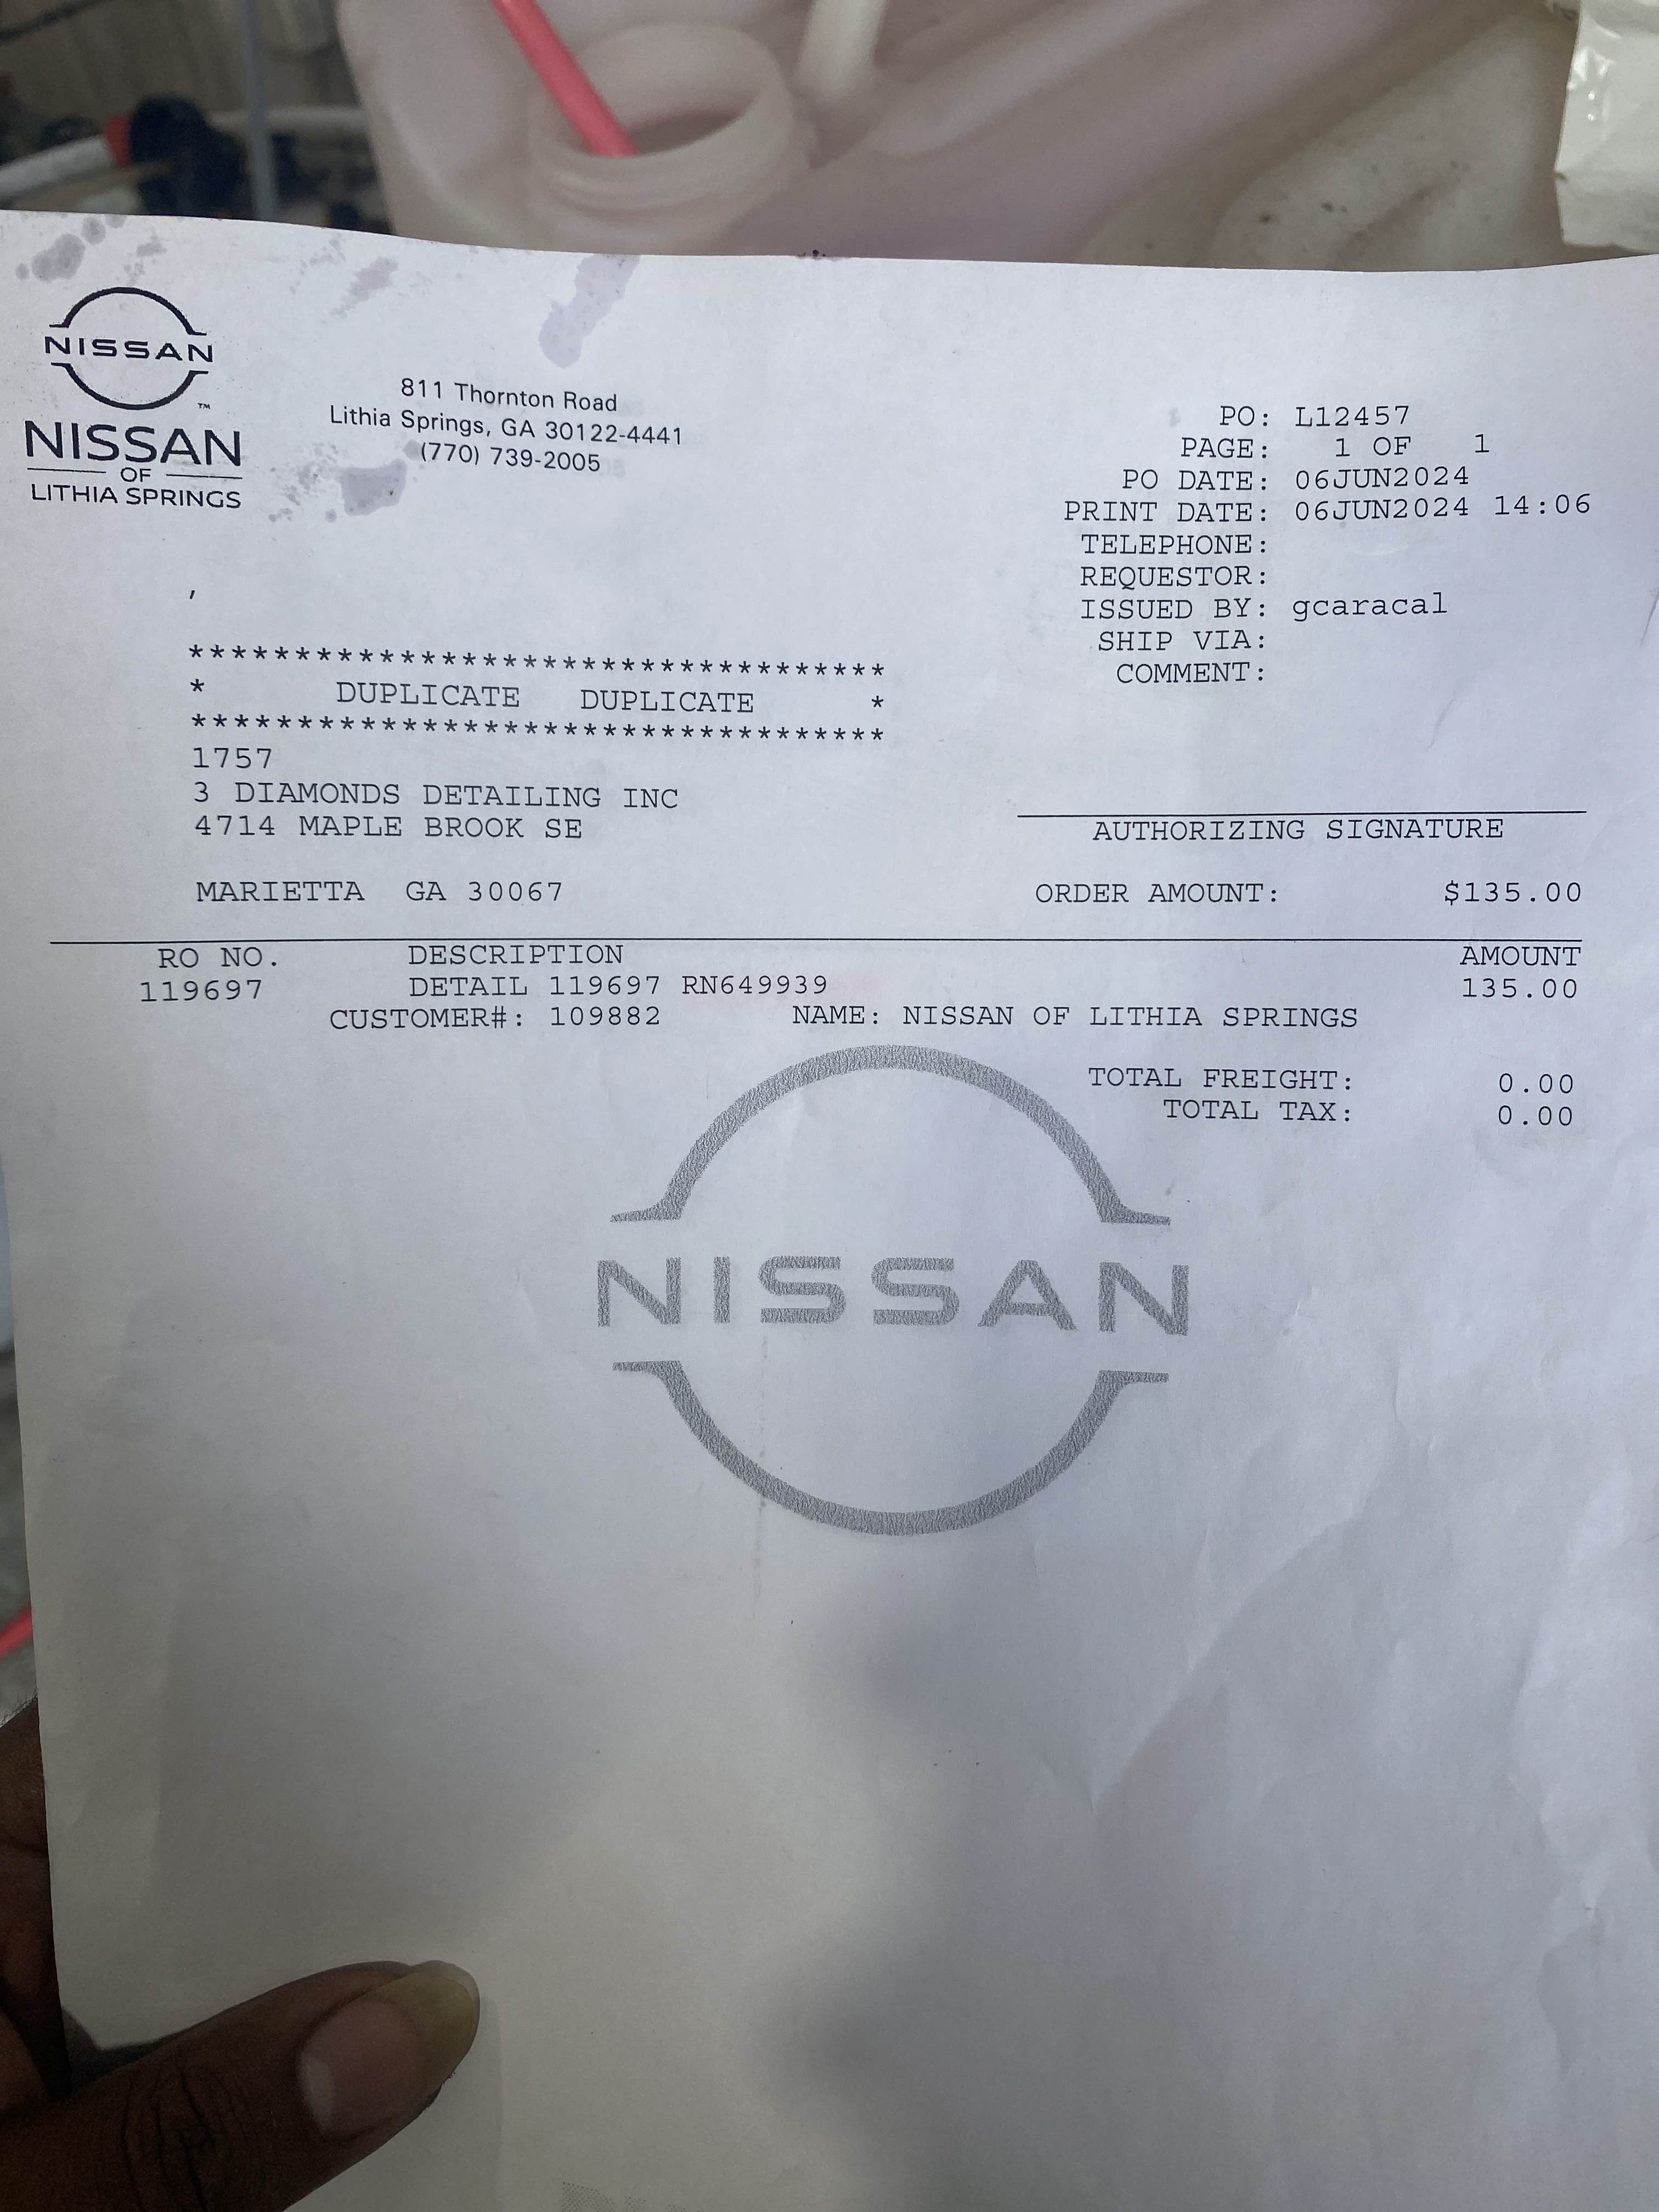 NISSAN
™
NISSAN
OF
LITHIA SPRINGS
811 Thornton Road
Lithia Springs, GA 30122-4441
(770) 739-2005
PO: L12457
PAGE: 1 OF 1
PO DATE: 06JUN2024
PRINT DATE: 06JUN2024 14:06
TELEPHONE:
REQUESTOR:
ISSUED BY: gcaracal
SHIP VIA:
COMMENT:
,
*********************************
* DUPLICATE DUPLICATE *
*********************************
1757
3 DIAMONDS DETAILING INC
4714 MAPLE BROOK SE
MARIETTA GA 30067
AUTHORIZING SIGNATURE
ORDER AMOUNT: $135.00
RO NO. DESCRIPTION AMOUNT
119697 DETAIL 119697 RN649939 135.00
CUSTOMER#: 109882 NAME: NISSAN OF LITHIA SPRINGS
TOTAL FREIGHT: 0.00
TOTAL TAX: 0.00
NISSAN